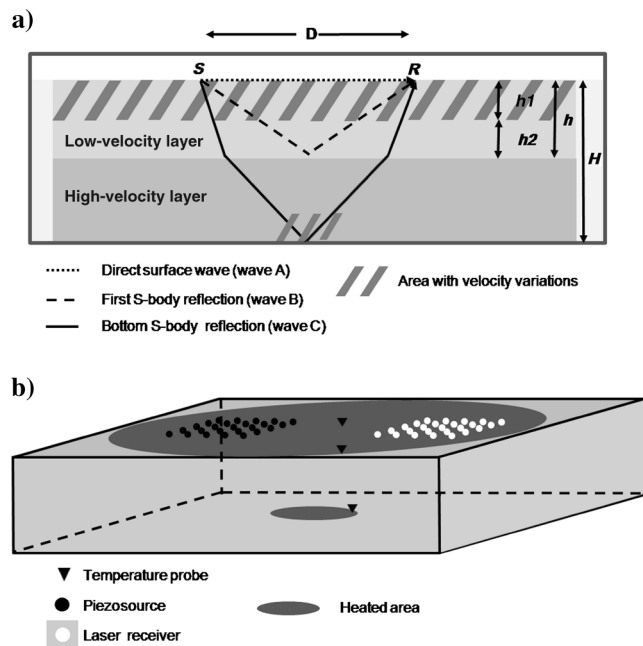 a)
D
S
R
h1
h
Low-velocity layer
h2
H
High-velocity layer
Direct surface wave (wave A)
Area with velocity variations
First S-body reflection (wave B)
Bottom S-body reflection (wave C)
b)
Temperature probe
Piezosource
Heated area
Laser receiver